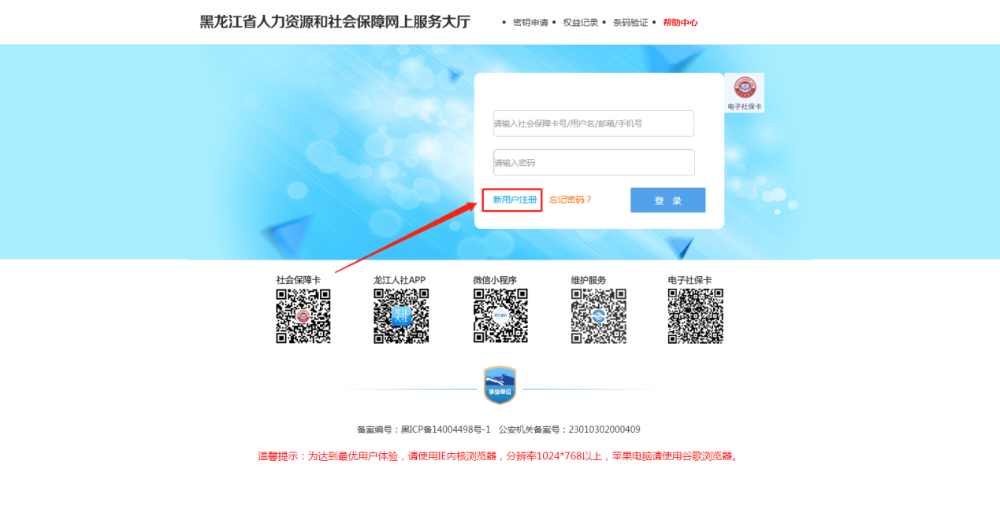 黑龙江省人力资源和社会保障网上服务大厅
• 密钥申请 • 权益记录 • 条码验证 • 帮助中心
电子社保卡
请输入社会保障卡号/用户名/邮箱/手机号
请输入密码
新用户注册 忘记密码？ 登 录
社会保障卡 龙江人社APP 微信小程序 维护服务 电子社保卡
龙江
人社
事业单位
备案编号：黑ICP备14004498号-1 公安机关备案号：23010302000409
温馨提示：为达到最优用户体验，请使用IE内核浏览器，分辨率1024*768以上，苹果电脑请使用谷歌浏览器。